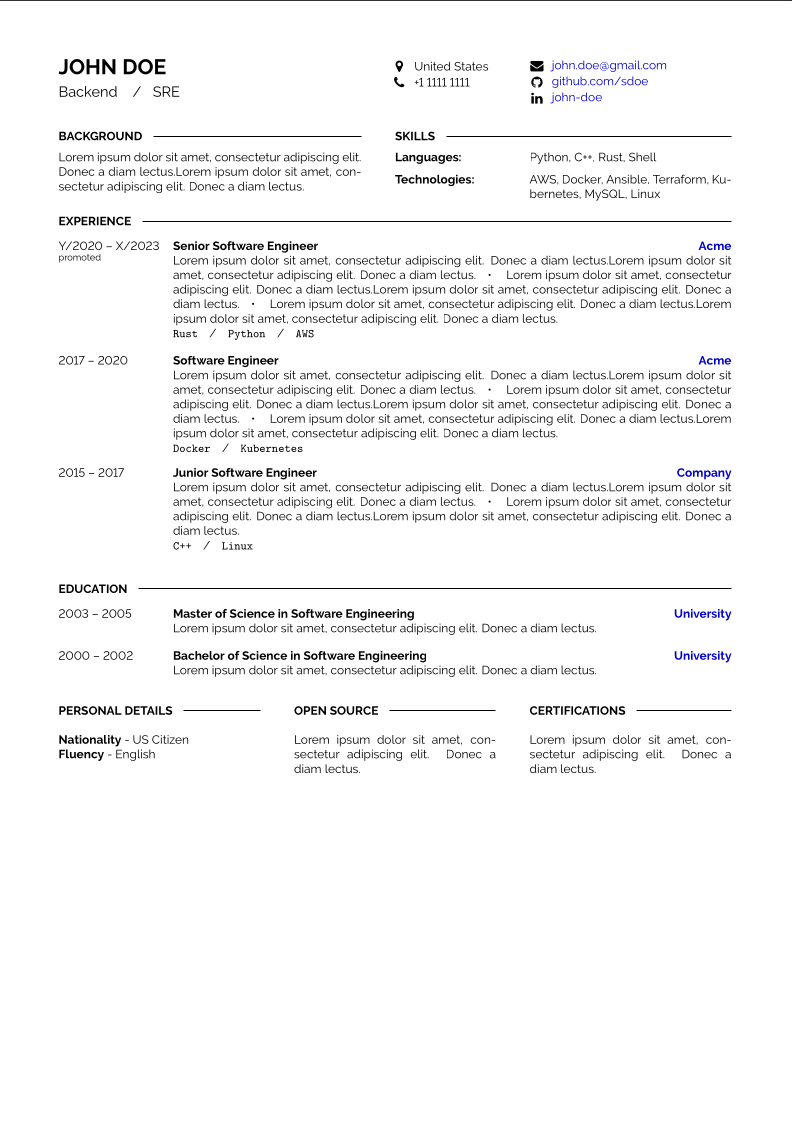 JOHN DOE
Backend / SRE
United States
+1 1111 1111
john.doe@gmail.com
github.com/sdoe
john-doe
BACKGROUND
Lorem ipsum dolor sit amet, consectetur adipiscing elit.
Donec a diam lectus.Lorem ipsum dolor sit amet, con-
sectetur adipiscing elit. Donec a diam lectus.
SKILLS
Languages: Python, C++, Rust, Shell
Technologies: AWS, Docker, Ansible, Terraform, Ku-
bernetes, MySQL, Linux
EXPERIENCE
Y/2020 – X/2023 Senior Software Engineer Acme
promoted
Lorem ipsum dolor sit amet, consectetur adipiscing elit. Donec a diam lectus.Lorem ipsum dolor sit
amet, consectetur adipiscing elit. Donec a diam lectus. • Lorem ipsum dolor sit amet, consectetur
adipiscing elit. Donec a diam lectus.Lorem ipsum dolor sit amet, consectetur adipiscing elit. Donec a
diam lectus. • Lorem ipsum dolor sit amet, consectetur adipiscing elit. Donec a diam lectus.Lorem
ipsum dolor sit amet, consectetur adipiscing elit. Donec a diam lectus.
Rust / Python / AWS
2017 – 2020 Software Engineer Acme
Lorem ipsum dolor sit amet, consectetur adipiscing elit. Donec a diam lectus.Lorem ipsum dolor sit
amet, consectetur adipiscing elit. Donec a diam lectus. • Lorem ipsum dolor sit amet, consectetur
adipiscing elit. Donec a diam lectus.Lorem ipsum dolor sit amet, consectetur adipiscing elit. Donec a
diam lectus. • Lorem ipsum dolor sit amet, consectetur adipiscing elit. Donec a diam lectus.Lorem
ipsum dolor sit amet, consectetur adipiscing elit. Donec a diam lectus.
Docker / Kubernetes
2015 – 2017 Junior Software Engineer Company
Lorem ipsum dolor sit amet, consectetur adipiscing elit. Donec a diam lectus.Lorem ipsum dolor sit
amet, consectetur adipiscing elit. Donec a diam lectus. • Lorem ipsum dolor sit amet, consectetur
adipiscing elit. Donec a diam lectus.Lorem ipsum dolor sit amet, consectetur adipiscing elit. Donec a
diam lectus.
C++ / Linux
EDUCATION
2003 – 2005 Master of Science in Software Engineering University
Lorem ipsum dolor sit amet, consectetur adipiscing elit. Donec a diam lectus.
2000 – 2002 Bachelor of Science in Software Engineering University
Lorem ipsum dolor sit amet, consectetur adipiscing elit. Donec a diam lectus.
PERSONAL DETAILS
Nationality - US Citizen
Fluency - English
OPEN SOURCE
Lorem ipsum dolor sit amet, con-
sectetur adipiscing elit. Donec a
diam lectus.
CERTIFICATIONS
Lorem ipsum dolor sit amet, con-
sectetur adipiscing elit. Donec a
diam lectus.